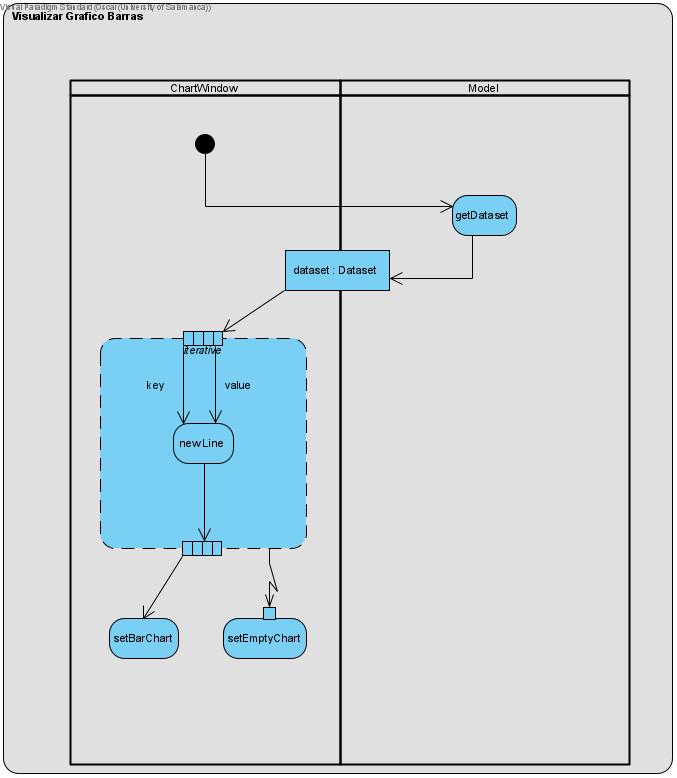 Visual Paradigm Standard(Oscar(University of Salamanca))
Visualizar Grafico Barras
ChartWindow
Model
getDataset
dataset : Dataset
iterative
key
value
newLine
setBarChart
setEmptyChart